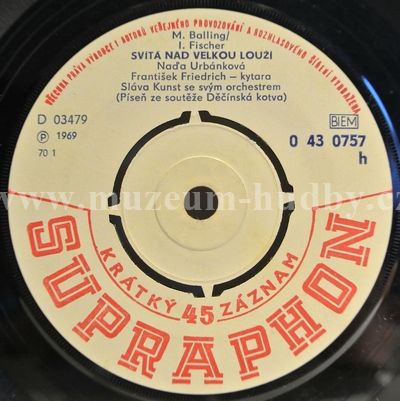 VŠECHNA PRÁVA VÝROBCE I AUTORŮ VEŘEJNÉHO PROVOZOVÁNÍ A ROZHLASOVÉHO ŠÍŘENÍ VYHRAZENA
M. Balling/
I. Fischer
SVÍTÁ NAD VELKOU LOUŽÍ
Naďa Urbánková
František Friedrich – kytara
Sláva Kunst se svým orchestrem
(Píseň ze soutěže Děčínská kotva)
D 03479
Ⓟ 1969
70 1
BIEM
0 43 0757
h
www.muzeum-hudby.cz
KRÁTKÝ 45 ZÁZNAM
SUPRAPHON